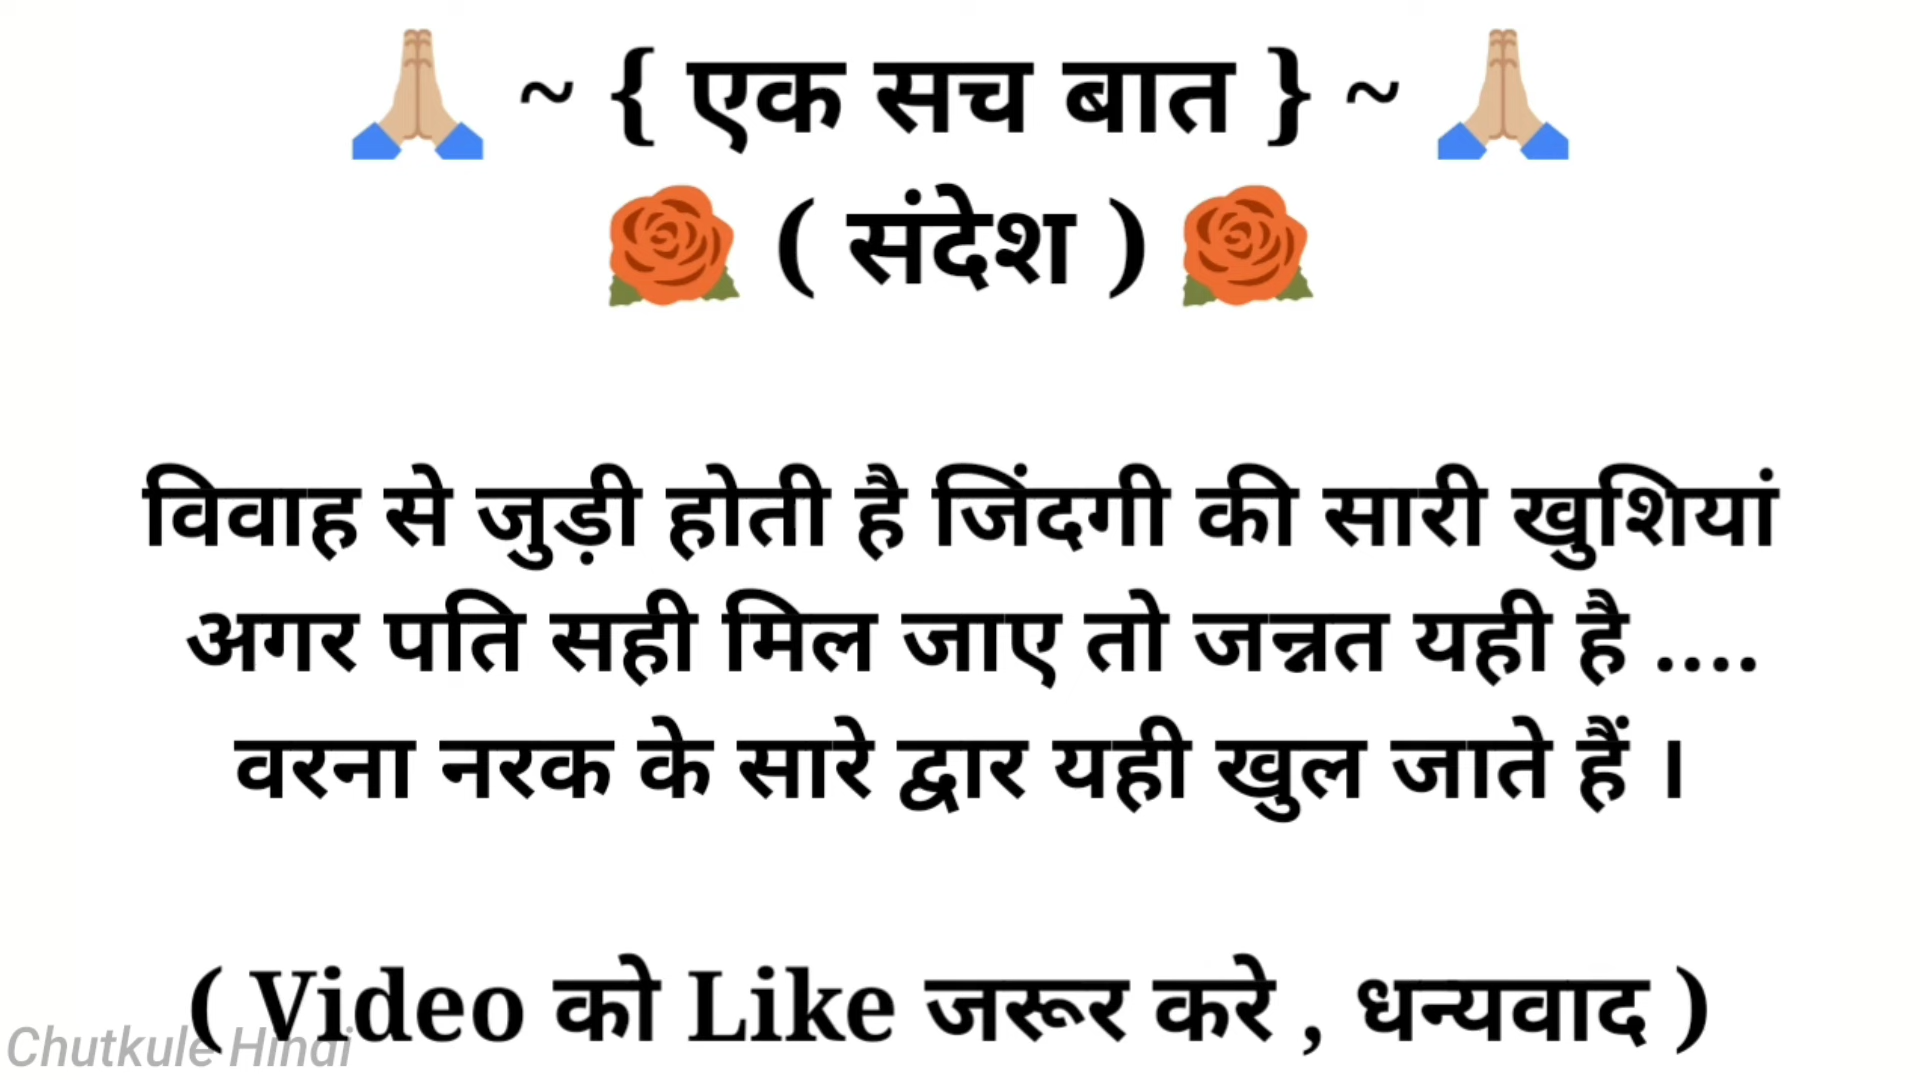 🙏🏼 ~ { एक सच बात } ~ 🙏🏼
🌹 ( संदेश ) 🌹
विवाह से जुड़ी होती है जिंदगी की सारी खुशियां
अगर पति सही मिल जाए तो जन्नत यही है ....
वरना नरक के सारे द्वार यही खुल जाते हैं ।
( Video को Like जरूर करे , धन्यवाद )
Chutkule Hindi